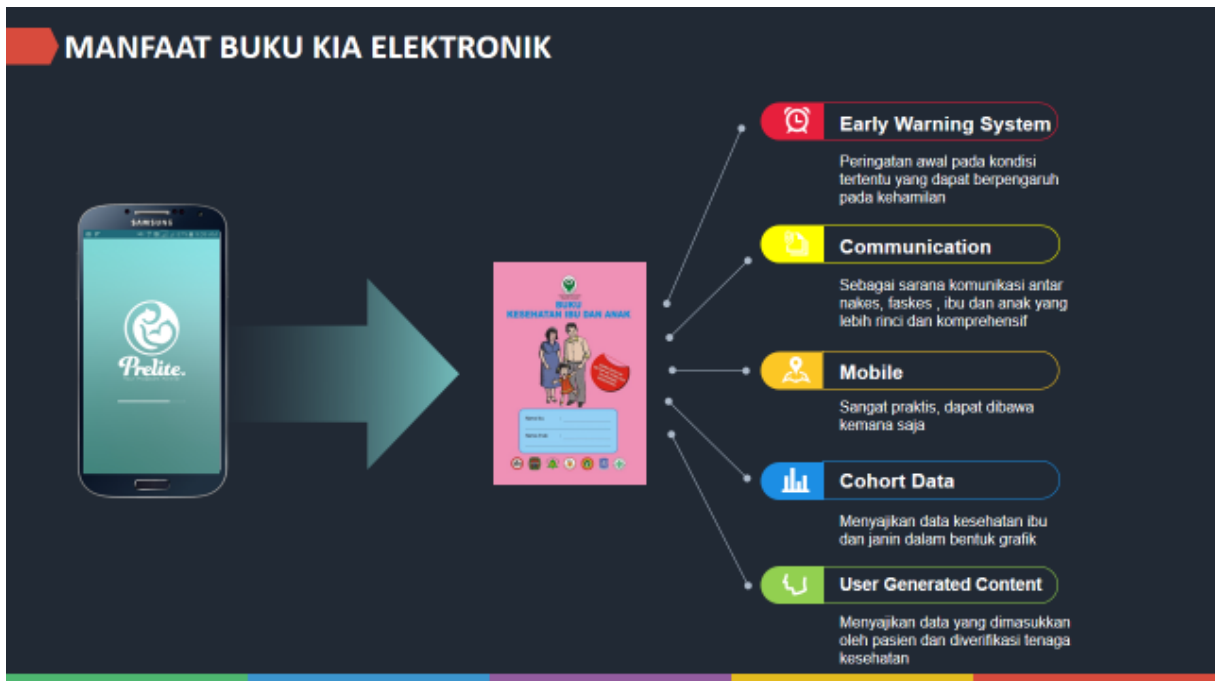 MANFAAT BUKU KIA ELEKTRONIK
SAMSUNG
Prelite.
BUKU
KESEHATAN IBU DAN ANAK
Early Warning System
Peringatan awal pada kondisi
tertentu yang dapat berpengaruh
pada kehamilan
Communication
Sebagai sarana komunikasi antar
nakes, faskes , ibu dan anak yang
lebih rinci dan komprehensif
Mobile
Sangat praktis, dapat dibawa
kemana saja
Cohort Data
Menyajikan data kesehatan ibu
dan janin dalam bentuk grafik
User Generated Content
Menyajikan data yang dimasukkan
oleh pasien dan diverifikasi tenaga
kesehatan